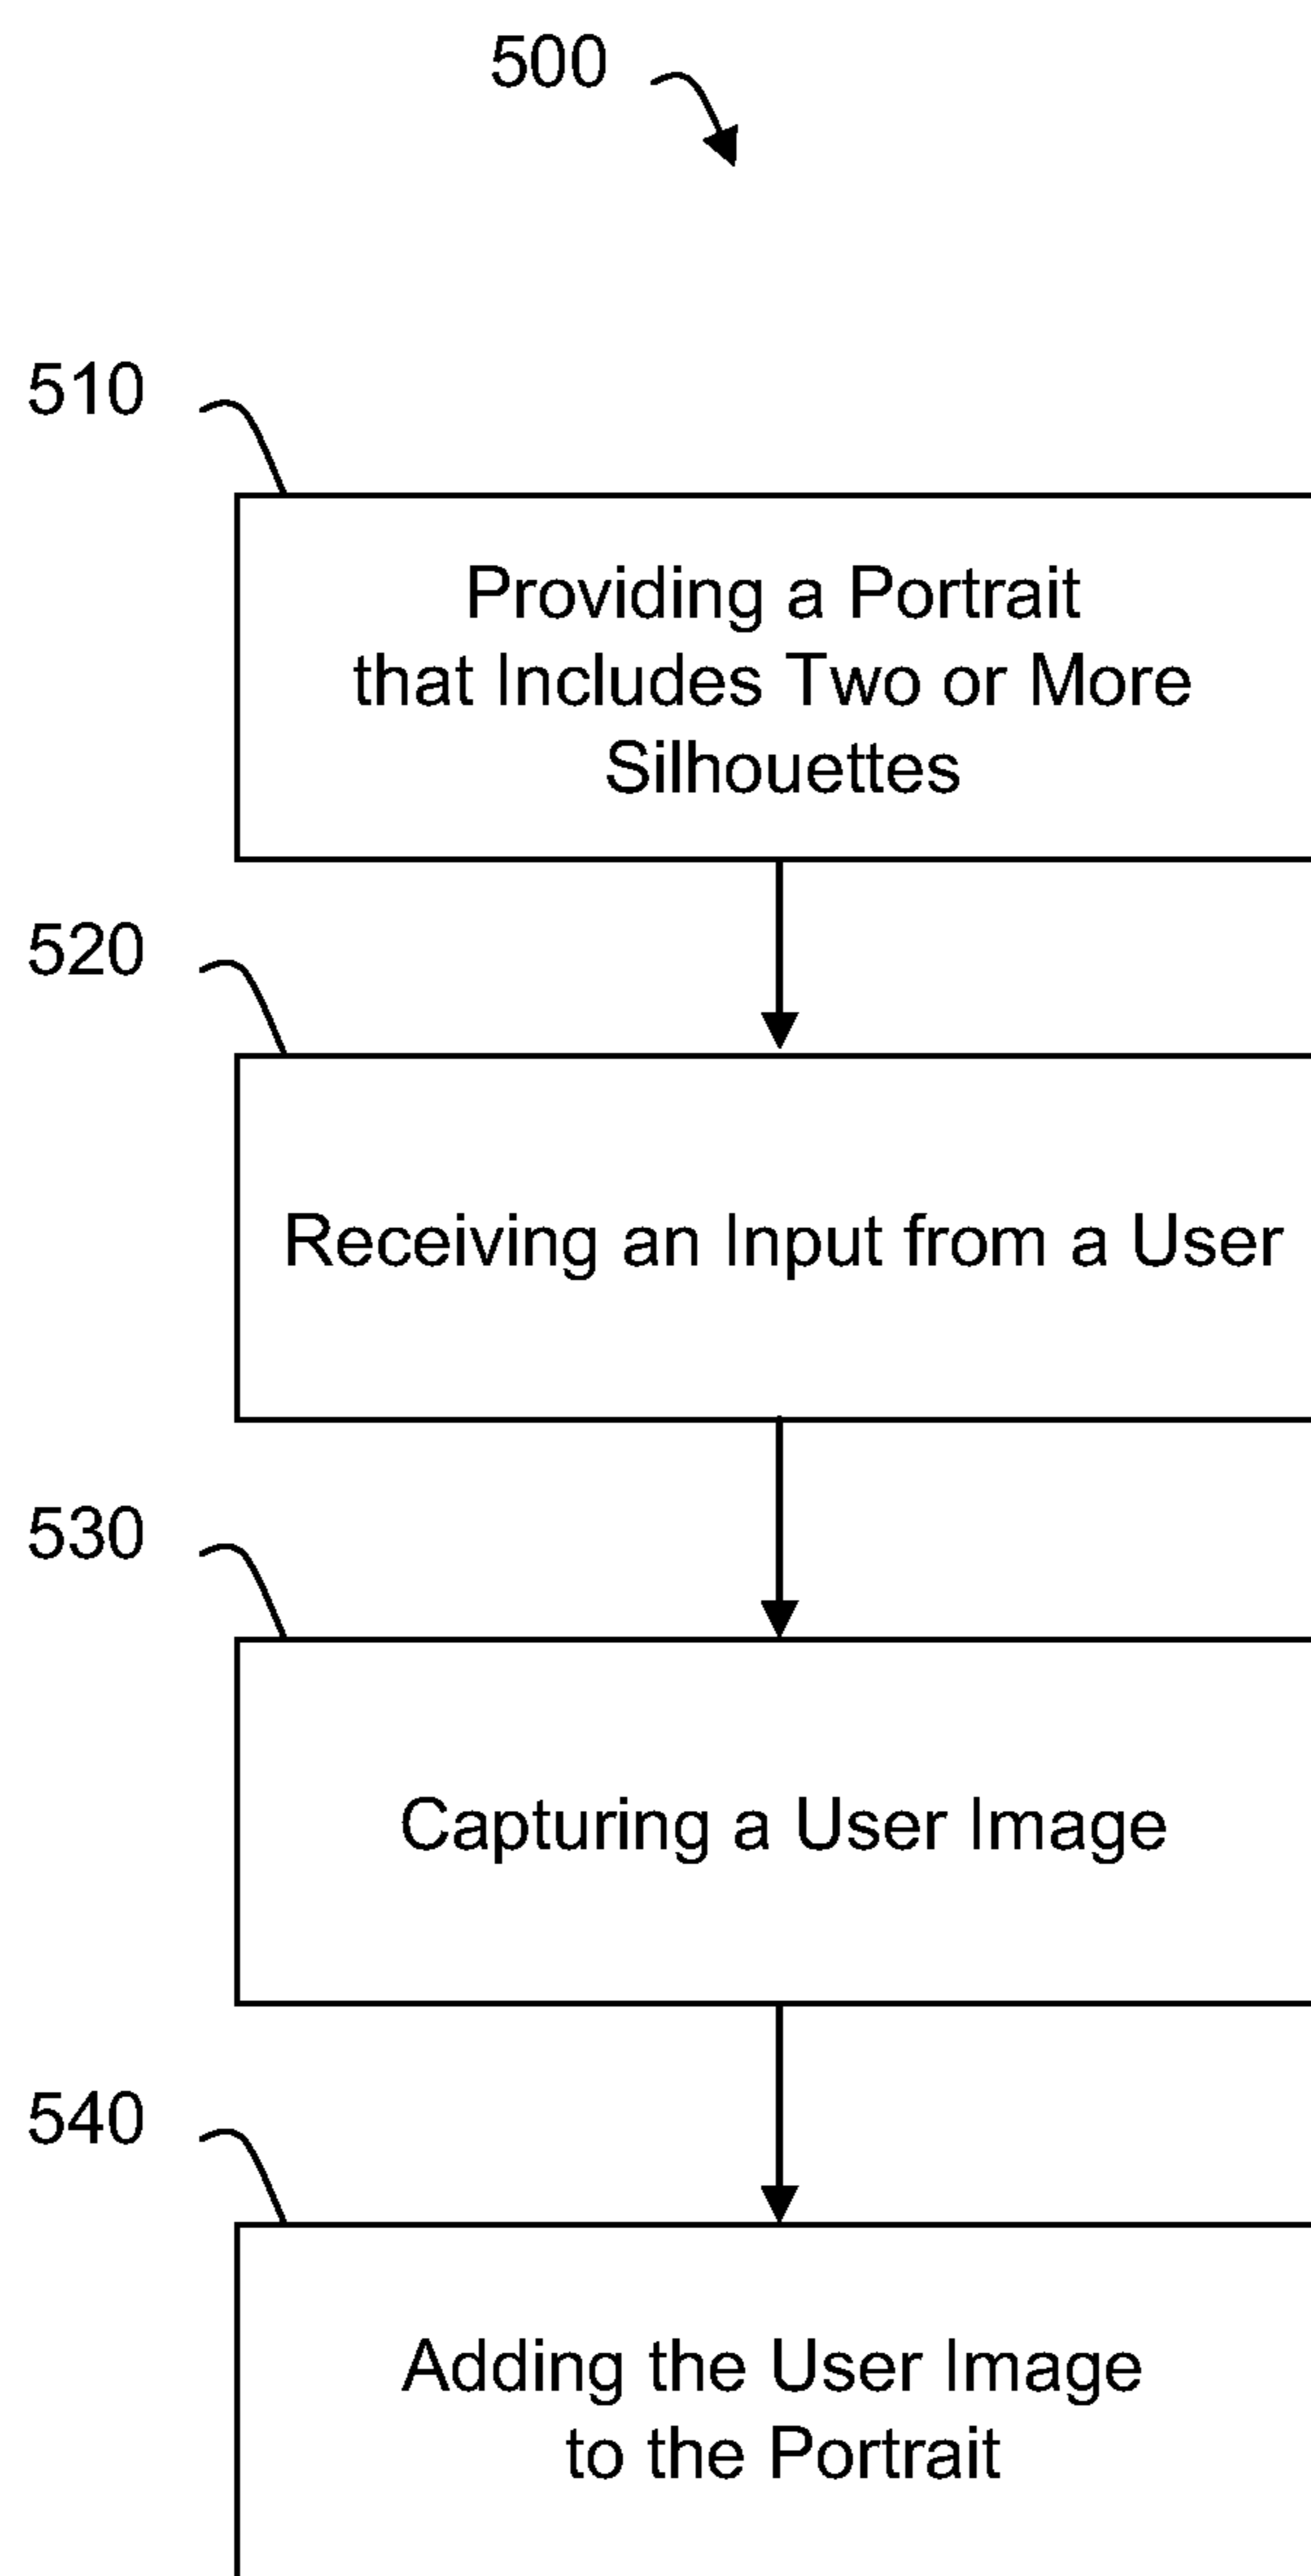 500
510
Providing a Portrait
that Includes Two or More
Silhouettes
520
Receiving an Input from a User
530
Capturing a User Image
540
Adding the User Image
to the Portrait